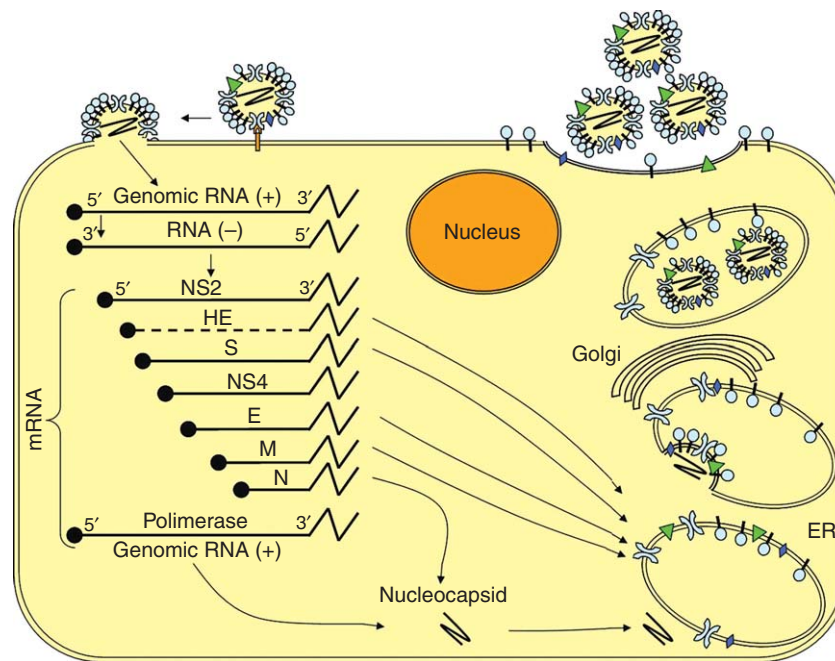 5′ Genomic RNA (+) 3′
3′ RNA (−) 5′
Nucleus
5′ NS2 3′
HE
S
NS4
E
M
N
mRNA
5′ Polimerase 3′
Genomic RNA (+)
Golgi
ER
Nucleocapsid